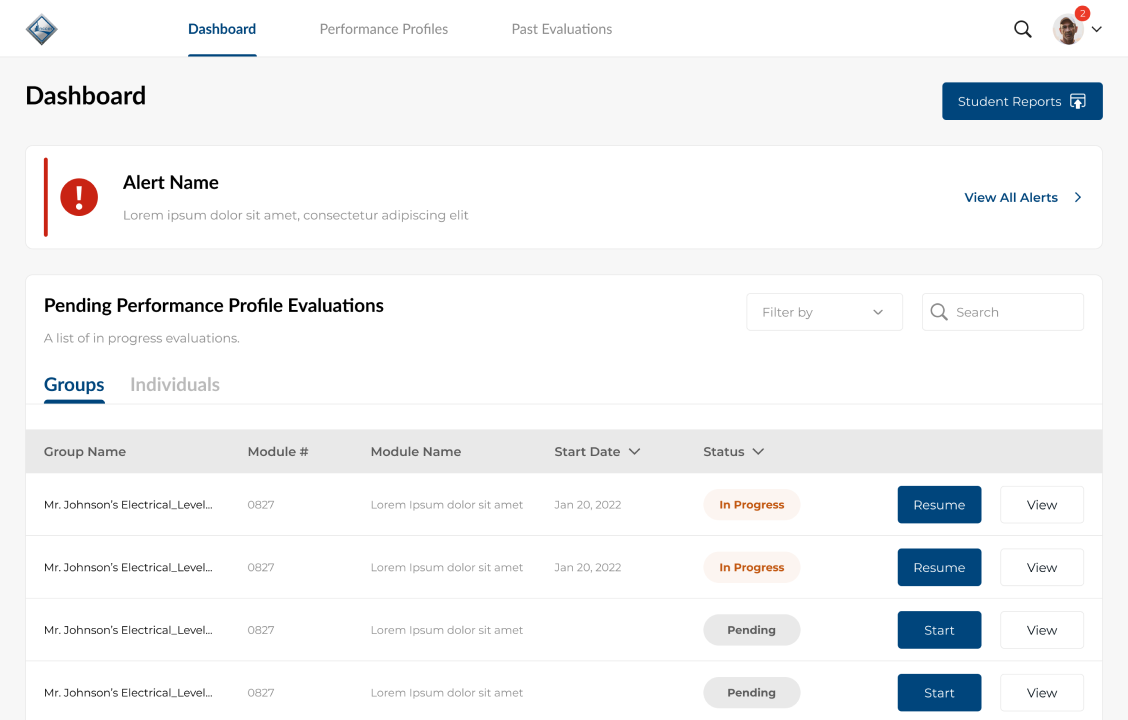 Dashboard Performance Profiles Past Evaluations 2
Dashboard
Student Reports
Alert Name
Lorem ipsum dolor sit amet, consectetur adipiscing elit
View All Alerts
Pending Performance Profile Evaluations
A list of in progress evaluations.
Filter by
Search
Groups Individuals
Group Name Module # Module Name Start Date Status
Mr. Johnson's Electrical_Level... 0827 Lorem Ipsum dolor sit amet Jan 20, 2022 In Progress Resume View
Mr. Johnson's Electrical_Level... 0827 Lorem Ipsum dolor sit amet Jan 20, 2022 In Progress Resume View
Mr. Johnson's Electrical_Level... 0827 Lorem Ipsum dolor sit amet Pending Start View
Mr. Johnson's Electrical_Level... 0827 Lorem Ipsum dolor sit amet Pending Start View